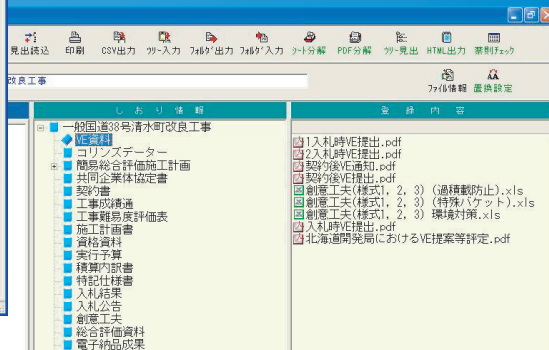 見出読込 印刷 CSV出力 ﾂﾘｰ入力 ﾌｫﾙﾀﾞ出力 ﾌｫﾙﾀﾞ入力 ｼｰﾄ分解 PDF分解 ﾂﾘｰ見出 HTML出力 禁則ﾁｪｯｸ
改良工事
ﾌｧｲﾙ情報 置換設定
しおり情報
登録内容
一般国道38号清水町改良工事
VE資料
コリンズデーター
簡易総合評価施工計画
共同企業体協定書
契約書
工事成績通
工事難易度評価表
施工計画書
資格資料
実行予算
積算内訳書
特記仕様書
入札結果
入札公告
創意工夫
総合評価資料
電子納品成果
1入札時VE提出.pdf
2入札時VE提出.pdf
契約後VE通知.pdf
契約後VE提出.pdf
創意工夫(様式1, 2, 3) (過積載防止).xls
創意工夫(様式1, 2, 3) (特殊バケット).xls
創意工夫(様式1, 2, 3) 環境対策.xls
入札時VE提出.pdf
北海道開発局におけるVE提案等評定.pdf